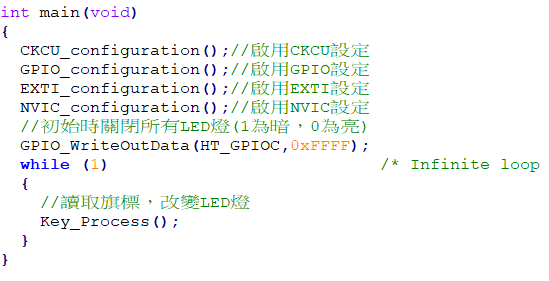 int main(void)
{
  CKCU_configuration();//啟用CKCU設定
  GPIO_configuration();//啟用GPIO設定
  EXTI_configuration();//啟用EXTI設定
  NVIC_configuration();//啟用NVIC設定
  //初始時關閉所有LED燈(1為暗，0為亮)
  GPIO_WriteOutData(HT_GPIOC,0xFFFF);
  while (1)                           /* Infinite loop
  {
    //讀取旗標，改變LED燈
    Key_Process();
  }
}